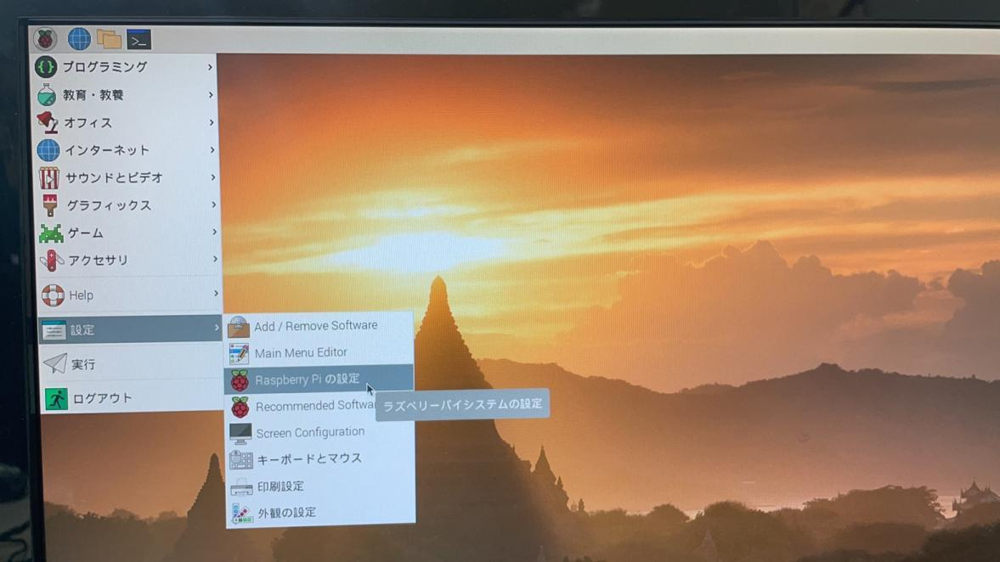 プログラミング
教育・教養
オフィス
インターネット
サウンドとビデオ
グラフィックス
ゲーム
アクセサリ
Help
設定
実行
ログアウト
Add / Remove Software
Main Menu Editor
Raspberry Pi の設定
Recommended Softwa
ラズベリーパイシステムの設定
Screen Configuration
キーボードとマウス
印刷設定
外観の設定